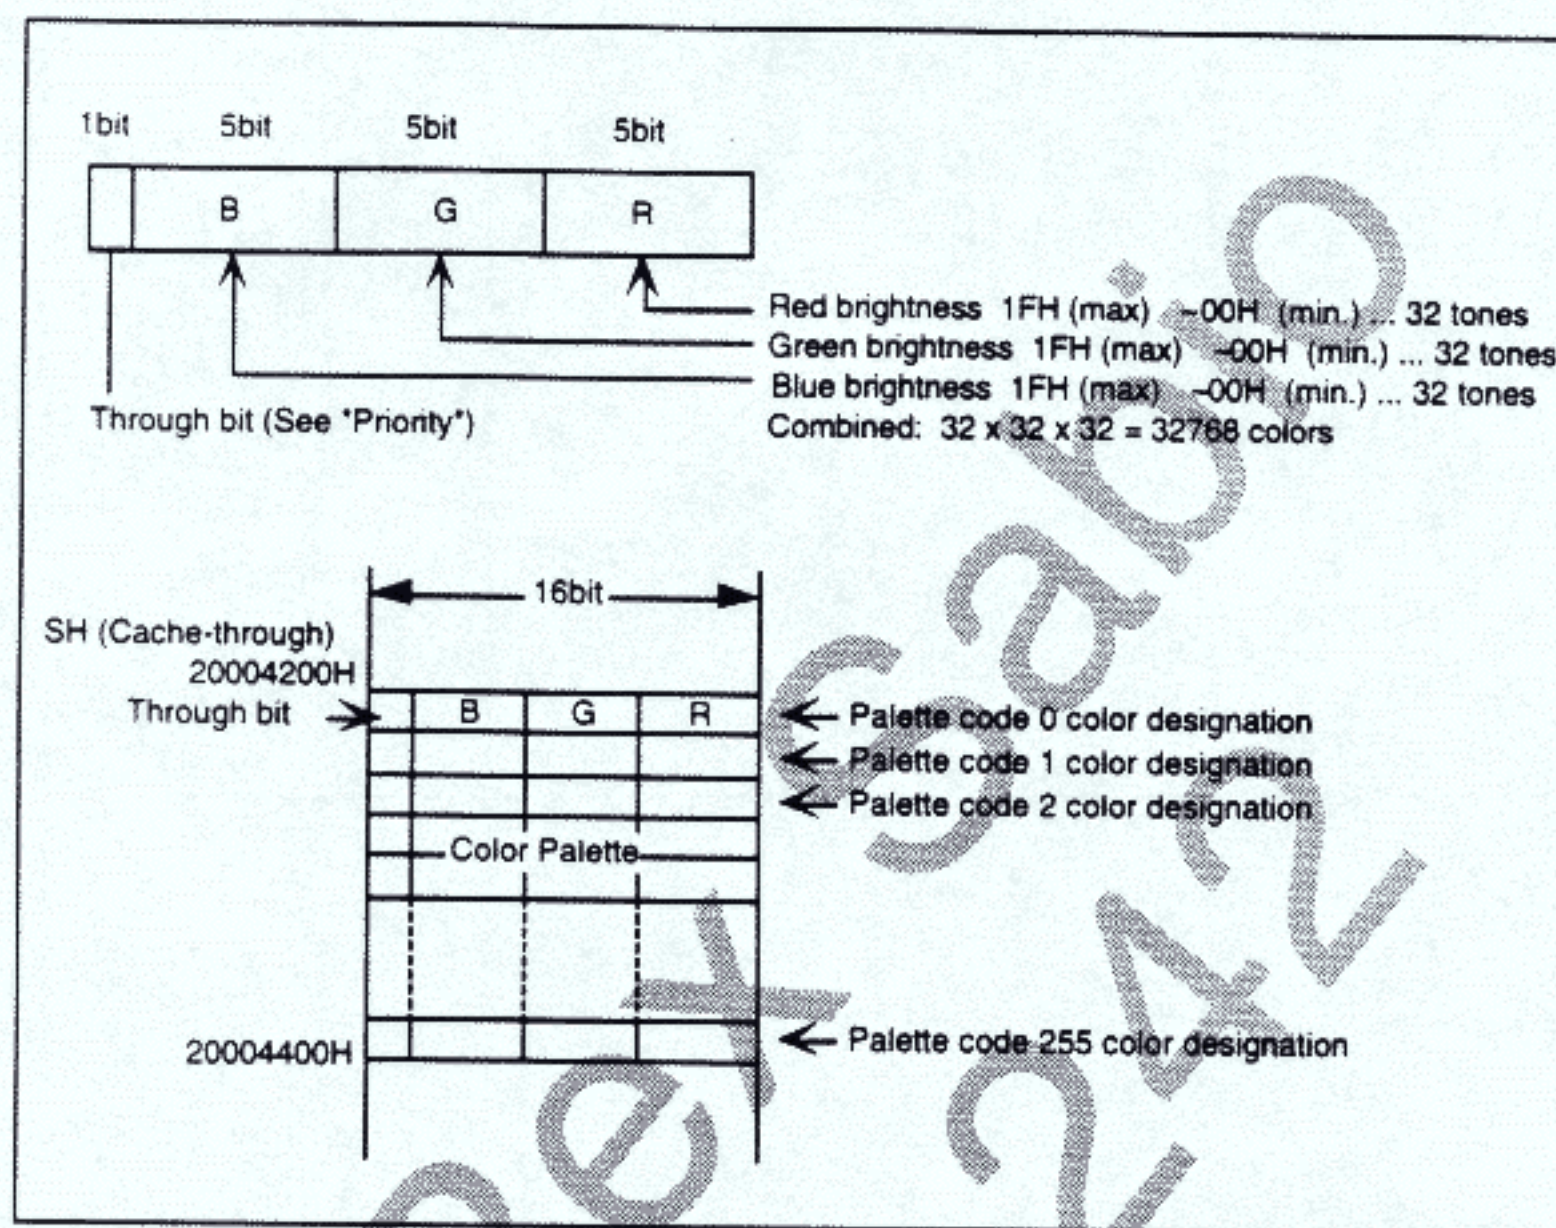 1bit 5bit 5bit 5bit
B G R
Red brightness 1FH (max) ~00H (min.) ... 32 tones
Green brightness 1FH (max) ~00H (min.) ... 32 tones
Blue brightness 1FH (max) ~00H (min.) ... 32 tones
Through bit (See "Priority")
Combined: 32 x 32 x 32 = 32768 colors
16bit
SH (Cache-through)
20004200H
Through bit B G R Palette code 0 color designation
Palette code 1 color designation
Palette code 2 color designation
Color Palette
20004400H Palette code 255 color designation
Sabio
242